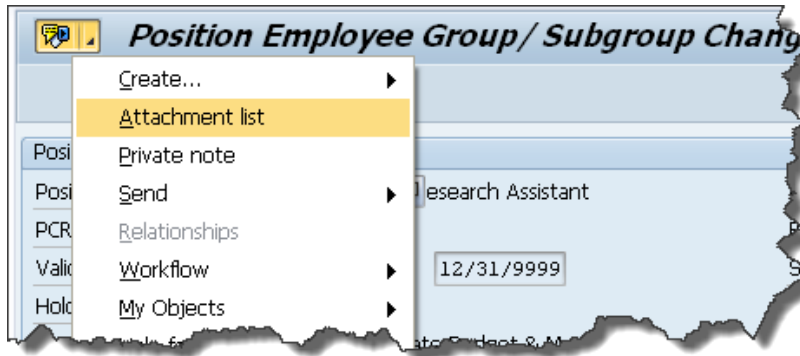 Position Employee Group/ Subgroup Chang
Create...
Attachment list
Posi
Private note
Posi
Send
esearch Assistant
PCR
Relationships
Valid
Workflow
12/31/9999
Hold
My Objects